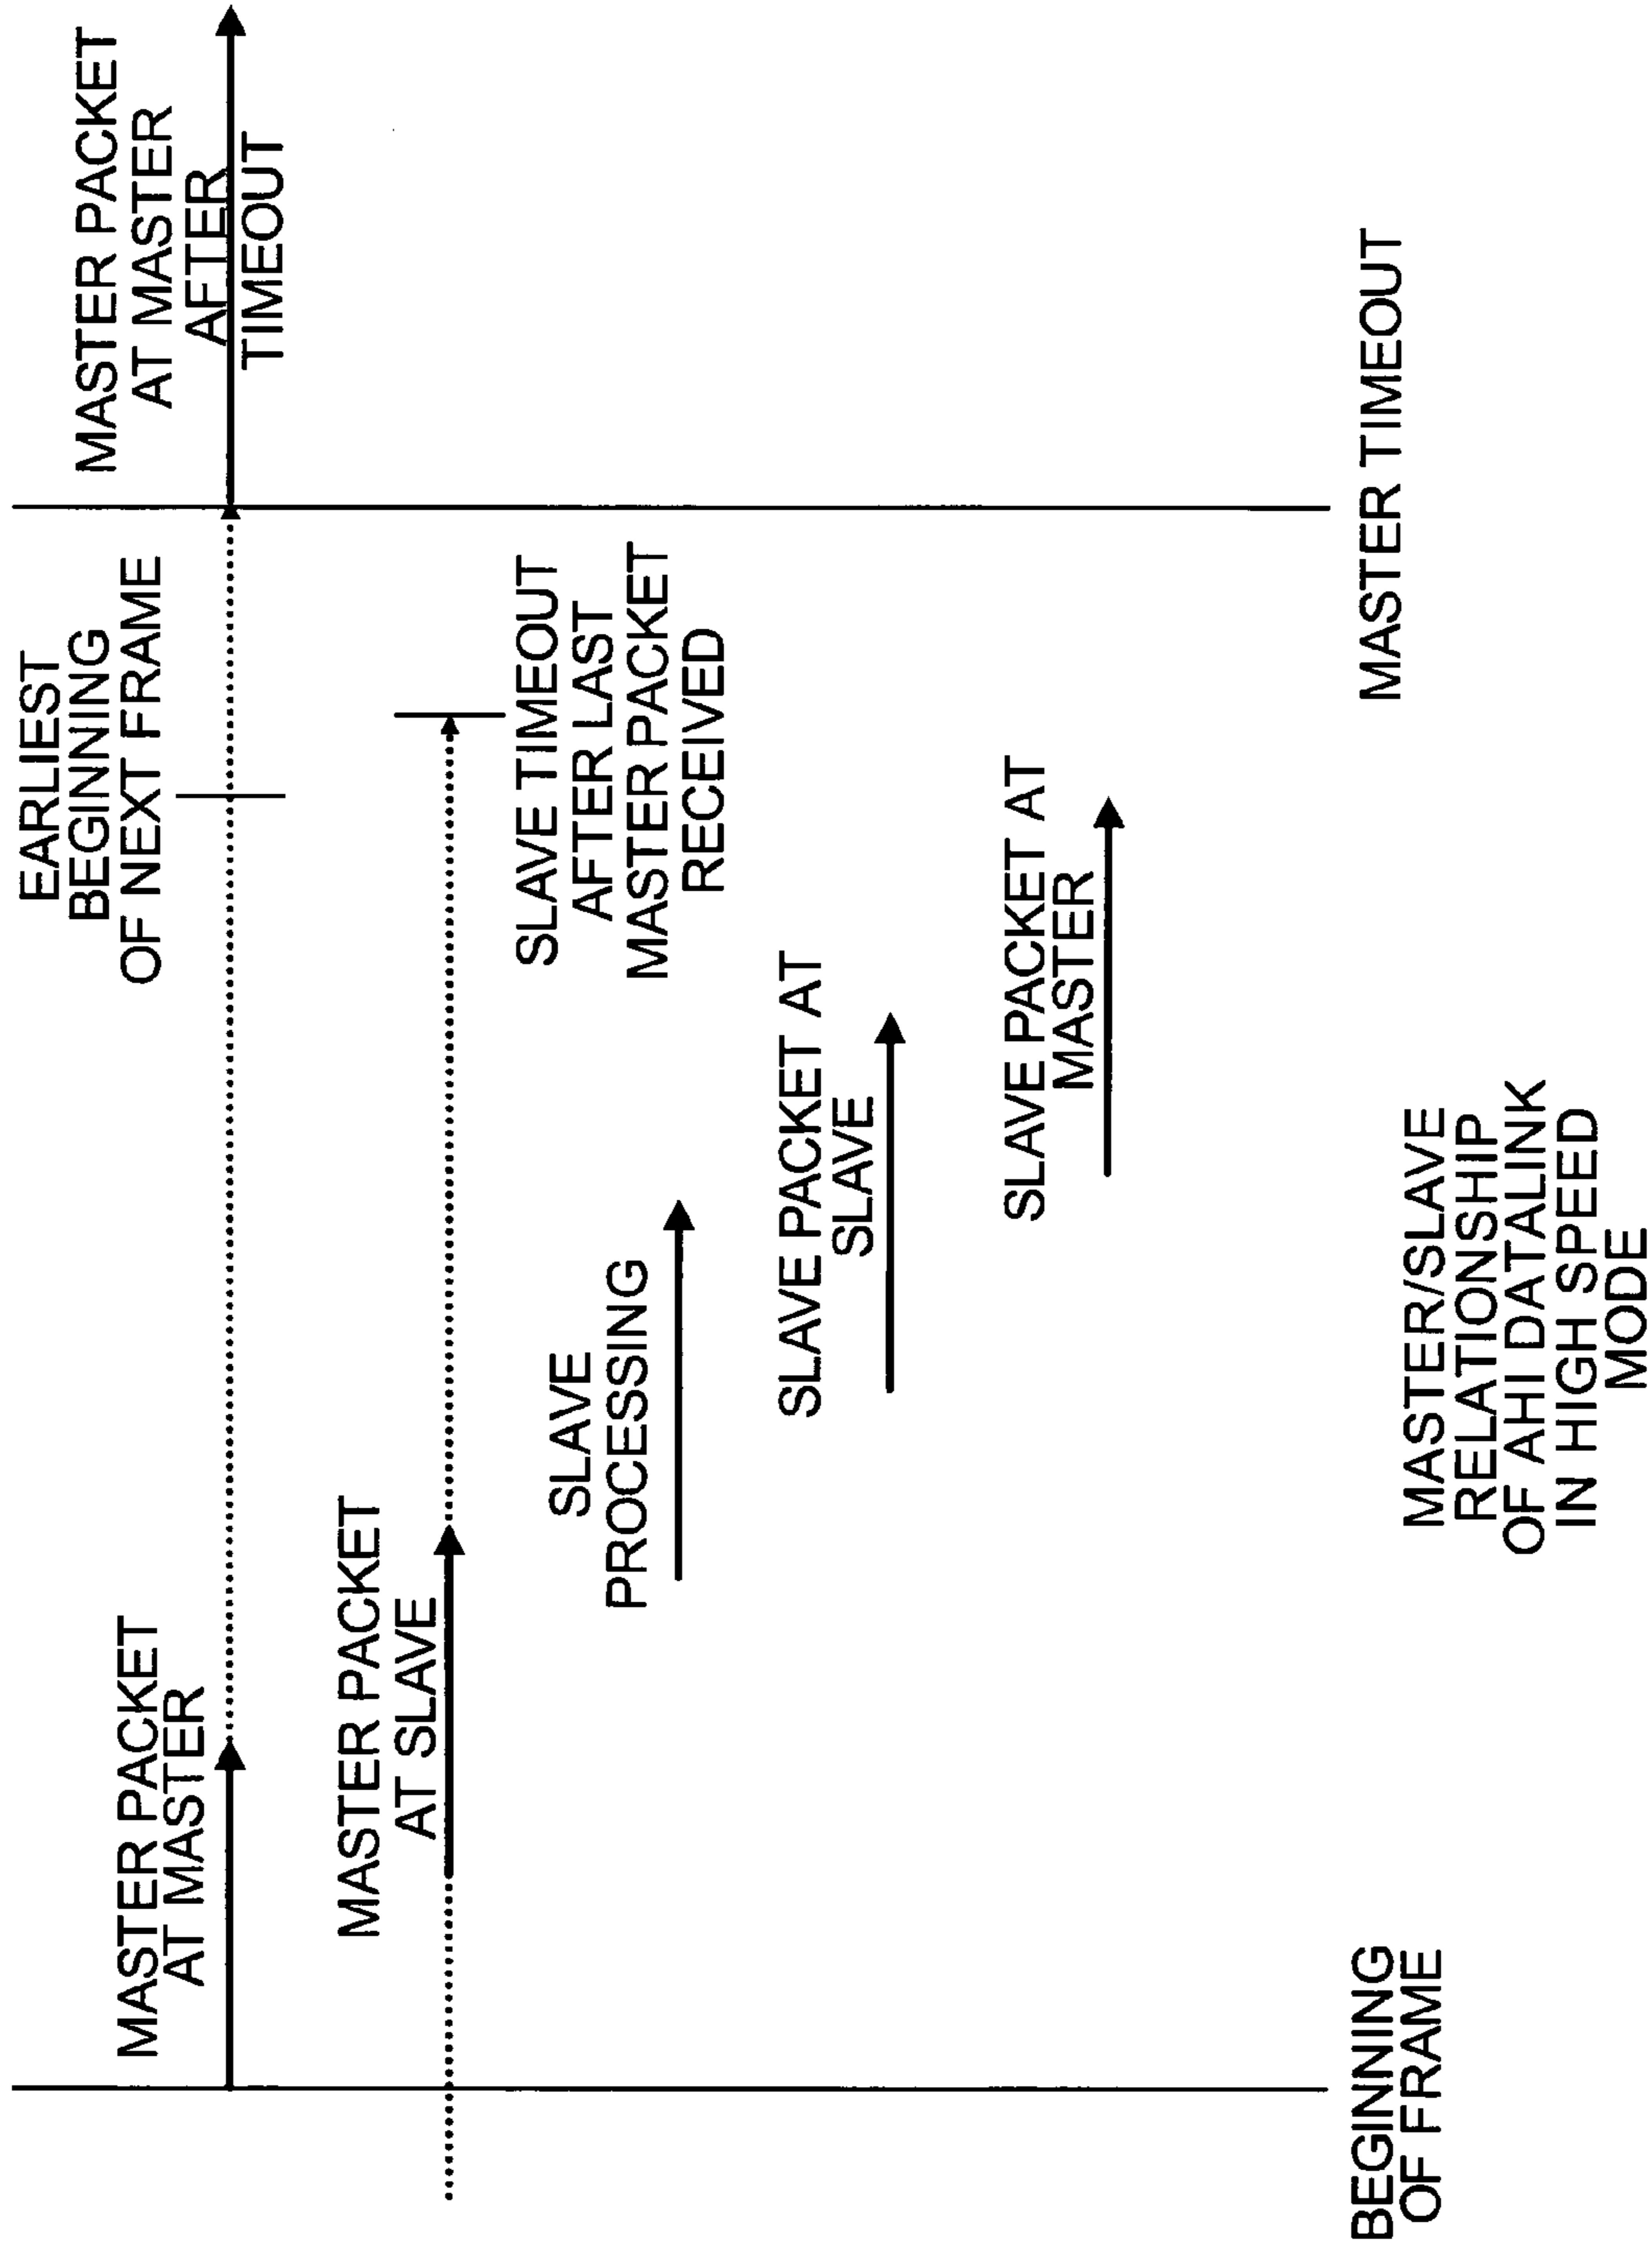 MASTER PACKET
AT MASTER
EARLIEST
BEGINNING
OF NEXT FRAME
MASTER PACKET
AT MASTER
AFTER
TIMEOUT
MASTER PACKET
AT SLAVE
SLAVE TIMEOUT
AFTER LAST
MASTER PACKET
RECEIVED
SLAVE
PROCESSING
SLAVE PACKET AT
SLAVE
SLAVE PACKET AT
MASTER
BEGINNING
OF FRAME
MASTER/SLAVE
RELATIONSHIP
OF AHI DATALINK
IN HIGH SPEED
MODE
MASTER TIMEOUT